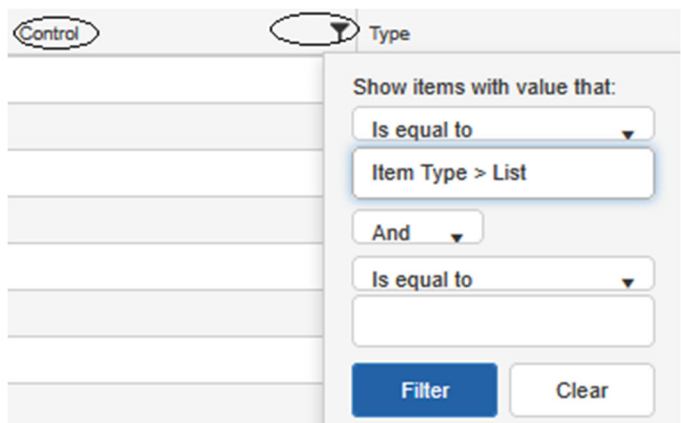 Control Type
Show items with value that:
Is equal to
Item Type > List
And
Is equal to
Filter Clear